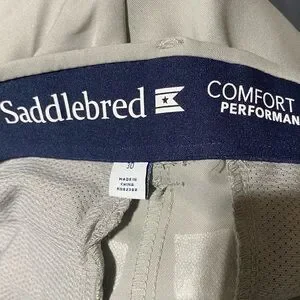 Saddlebred
COMFORT
PERFORMAN
30
MADE IN
CHINA